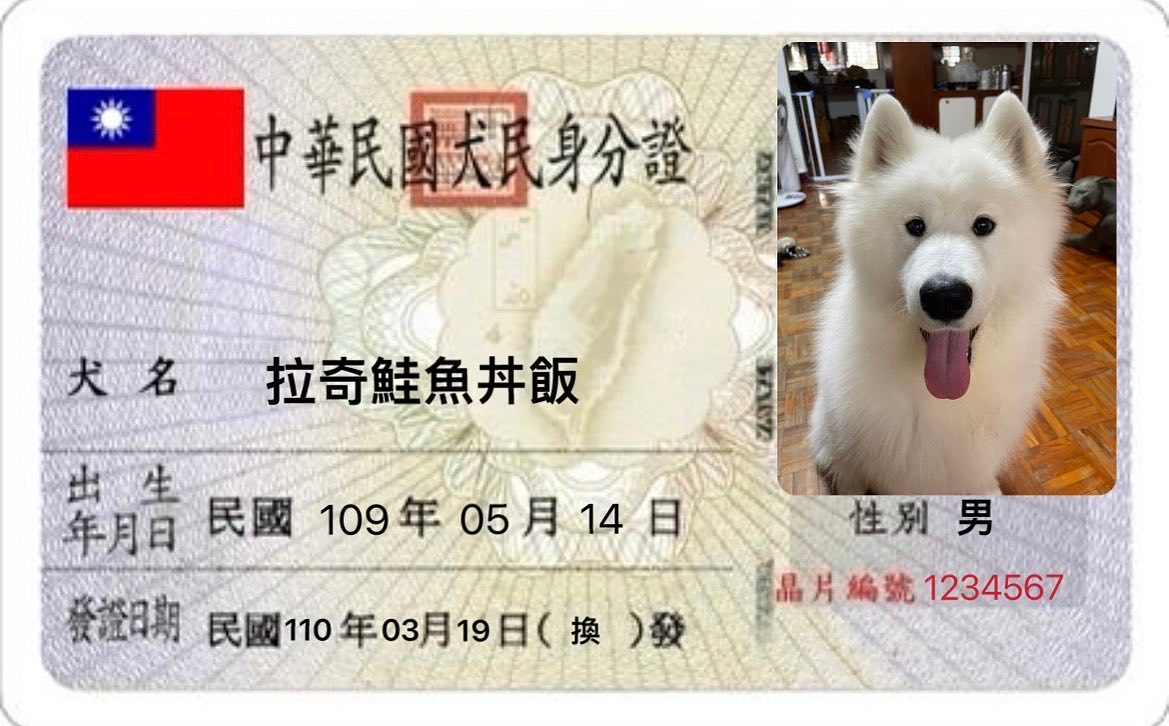 中華民國犬民身分證
犬名 拉奇鮭魚丼飯
出生年月日 民國 109 年 05 月 14 日
性別 男
晶片編號 1234567
發證日期 民國110年03月19日( 換 )發